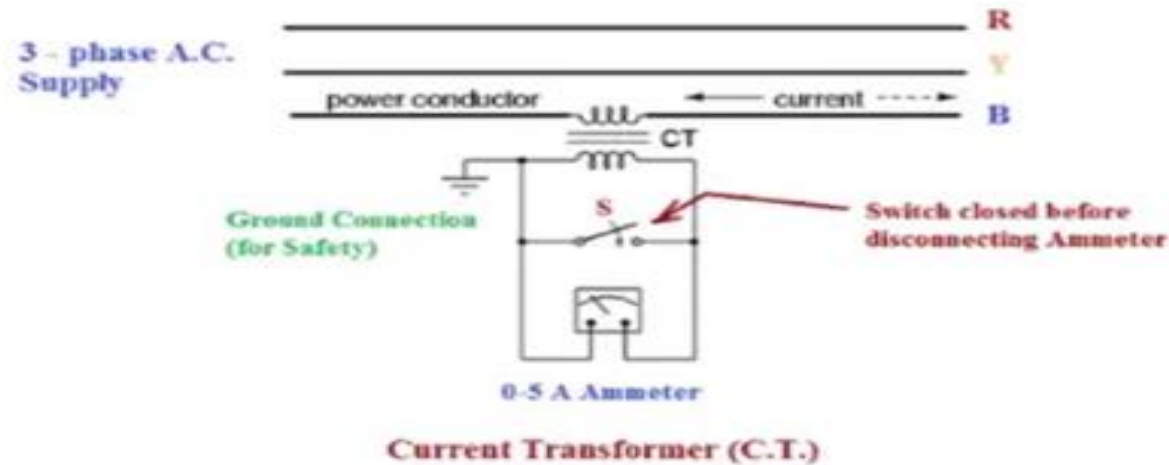 R
3 - phase A.C.
Supply
Y
power conductor
current
B
CT
S
Ground Connection
(for Safety)
Switch closed before
disconnecting Ammeter
0-5 A Ammeter
Current Transformer (C.T.)